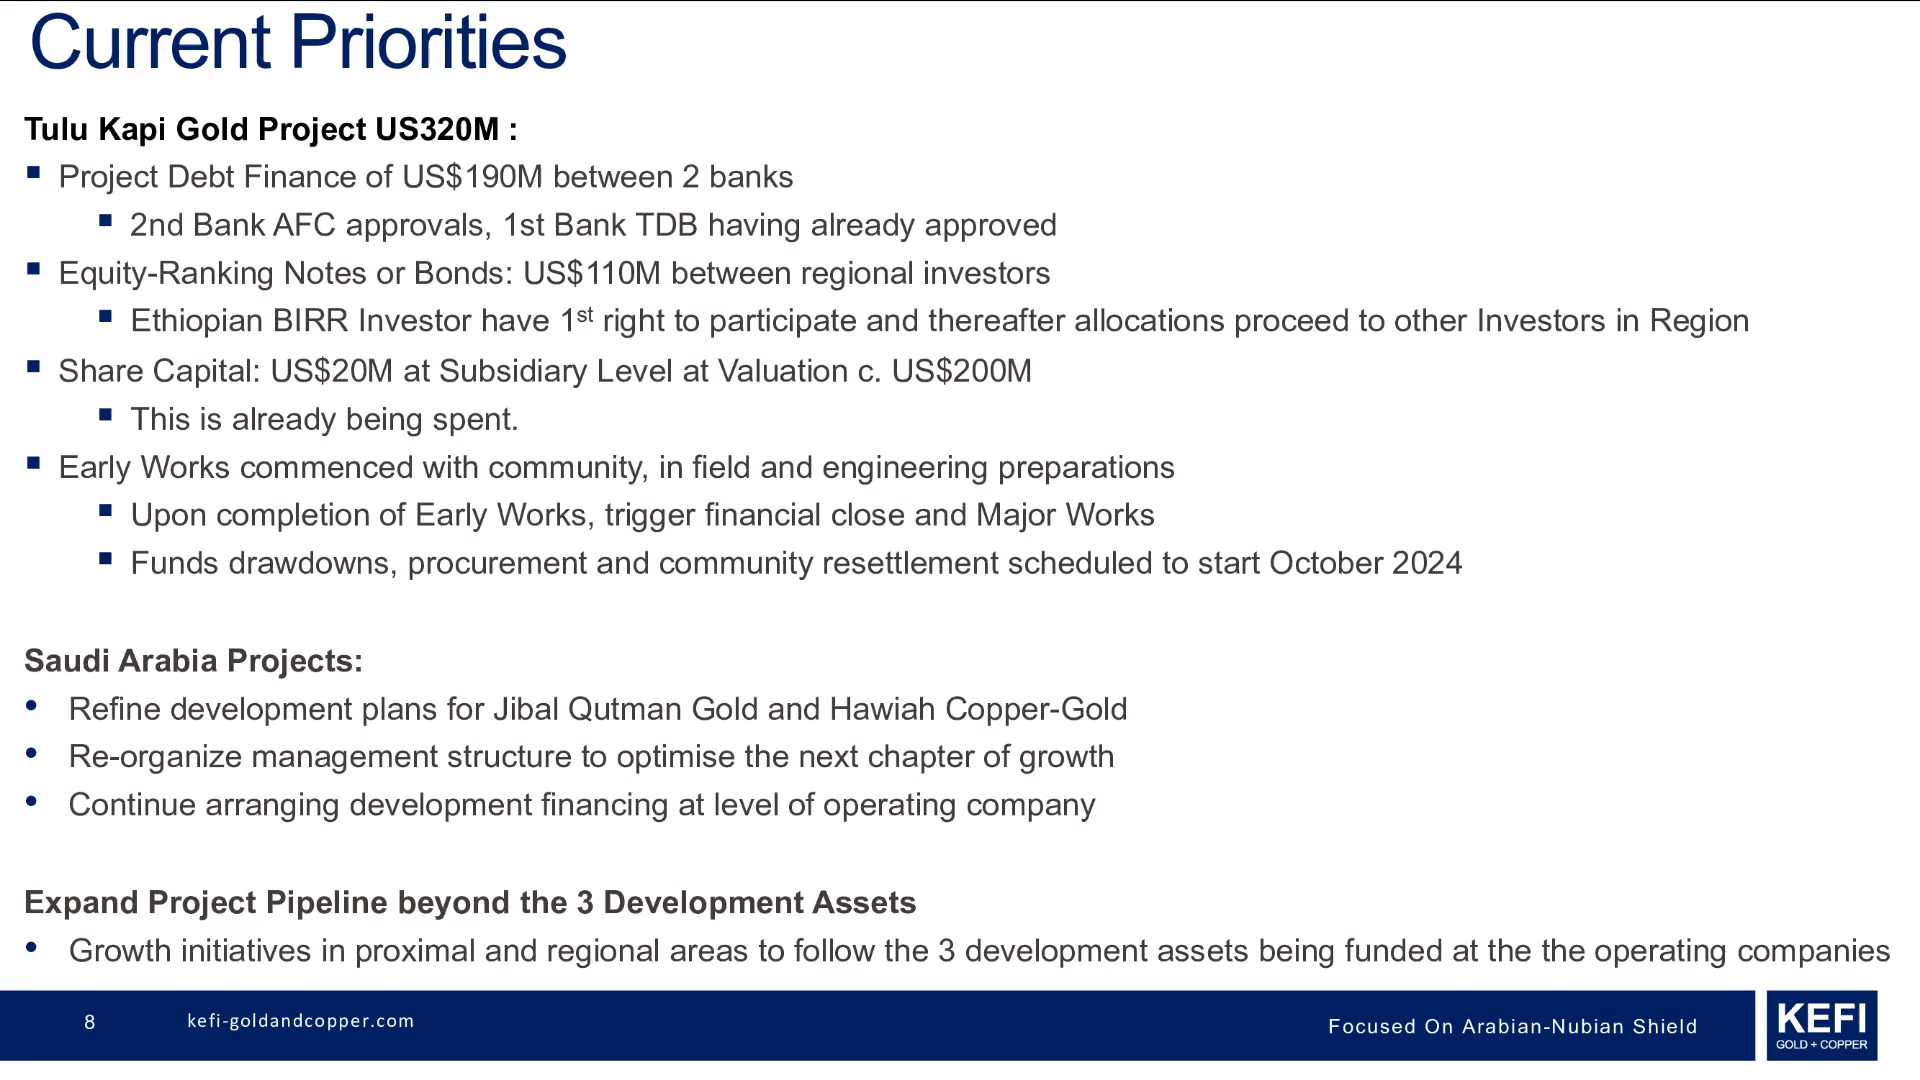 Current Priorities
Tulu Kapi Gold Project US320M :
Project Debt Finance of US$190M between 2 banks
2nd Bank AFC approvals, 1st Bank TDB having already approved
Equity-Ranking Notes or Bonds: US$110M between regional investors
Ethiopian BIRR Investor have 1st right to participate and thereafter allocations proceed to other Investors in Region
Share Capital: US$20M at Subsidiary Level at Valuation c. US$200M
This is already being spent.
Early Works commenced with community, in field and engineering preparations
Upon completion of Early Works, trigger financial close and Major Works
Funds drawdowns, procurement and community resettlement scheduled to start October 2024
Saudi Arabia Projects:
Refine development plans for Jibal Qutman Gold and Hawiah Copper-Gold
Re-organize management structure to optimise the next chapter of growth
Continue arranging development financing at level of operating company
Expand Project Pipeline beyond the 3 Development Assets
Growth initiatives in proximal and regional areas to follow the 3 development assets being funded at the the operating companies
8
kefi-goldandcopper.com
Focused On Arabian-Nubian Shield
KEFI
GOLD + COPPER